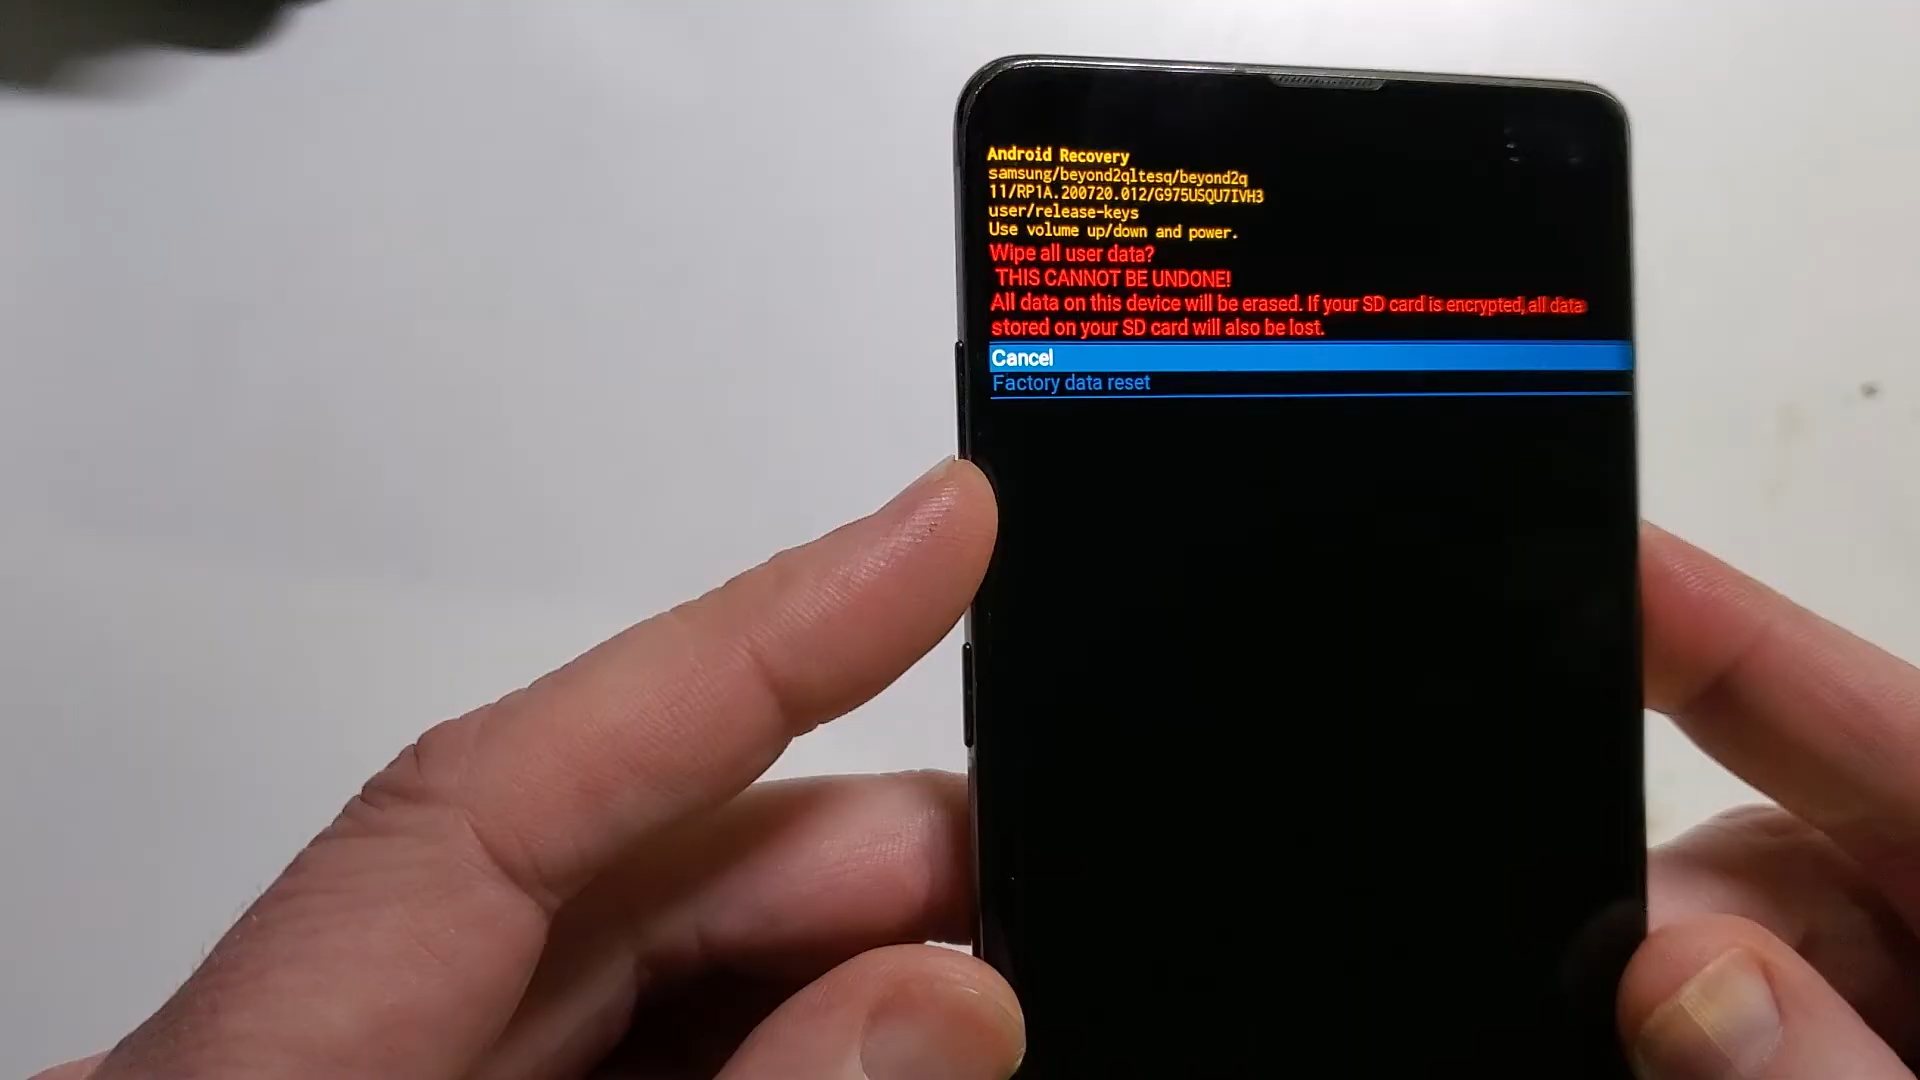 Android Recovery
samsung/beyond2qltesq/beyond2q
11/RP1A.200720.012/G975USQU7IVH3
user/release-keys
Use volume up/down and power.
Wipe all user data?
THIS CANNOT BE UNDONE!
All data on this device will be erased. If your SD card is encrypted, all data
stored on your SD card will also be lost.
Cancel
Factory data reset